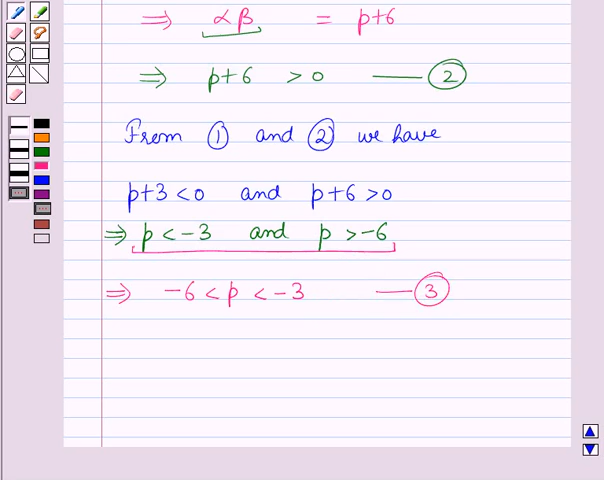 ⇒ αβ = p+6
⇒ p+6 > 0 —— ②
From ① and ② we have
p+3 < 0 and p+6 > 0
⇒ p < -3 and p > -6
⇒ -6 < p < -3 —— ③